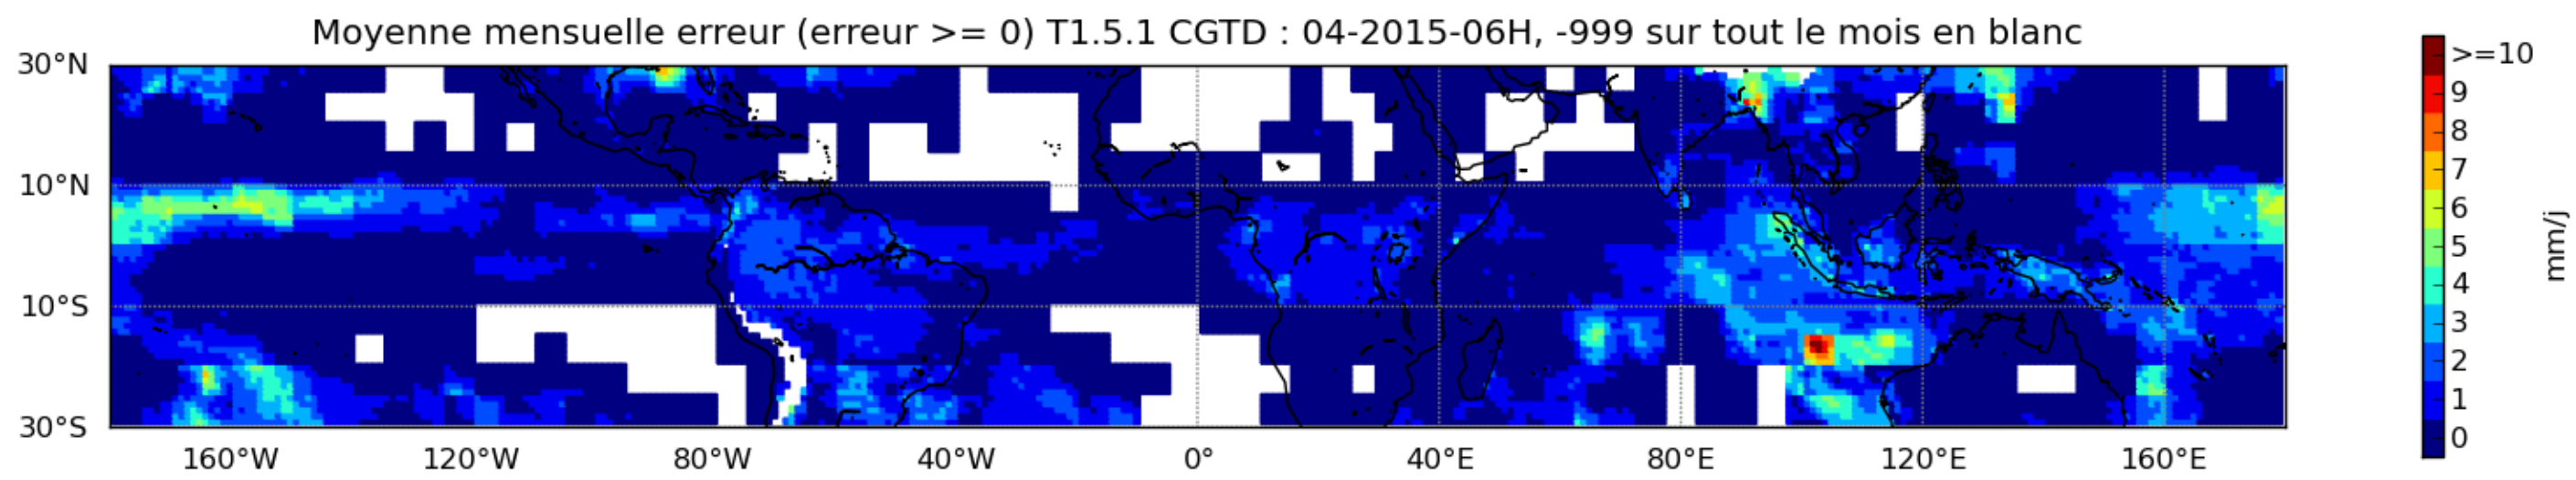 Moyenne mensuelle erreur (erreur >= 0) T1.5.1 CGTD : 04-2015-06H, -999 sur tout le mois en blanc
30°N
10°N
10°S
30°S
160°W 120°W 80°W 40°W 0° 40°E 80°E 120°E 160°E
>=10
9
8
7
6
5
4
3
2
1
0
mm/j